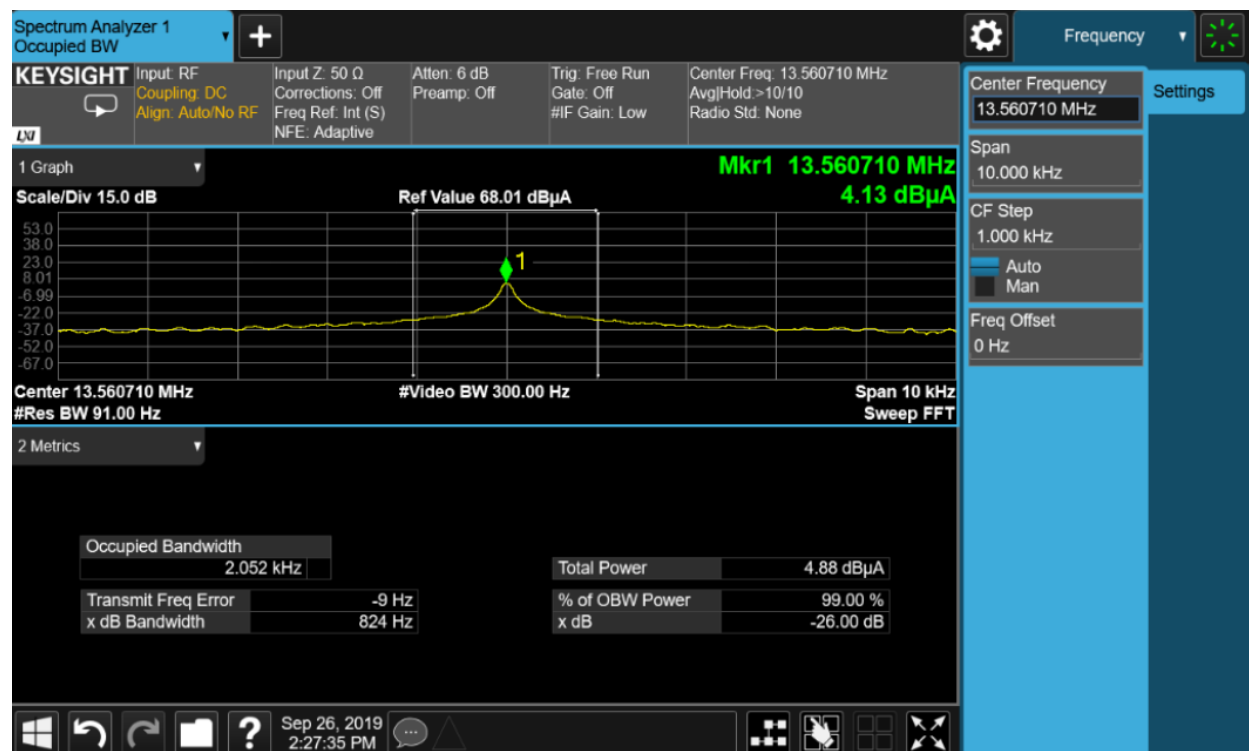 Spectrum Analyzer 1
Occupied BW
+
Frequency
KEYSIGHT
LXI
Input: RF
Coupling: DC
Align: Auto/No RF
Input Z: 50 Ω
Corrections: Off
Freq Ref: Int (S)
NFE: Adaptive
Atten: 6 dB
Preamp: Off
Trig: Free Run
Gate: Off
#IF Gain: Low
Center Freq: 13.560710 MHz
Avg|Hold:>10/10
Radio Std: None
Center Frequency
13.560710 MHz
Settings
Span
10.000 kHz
CF Step
1.000 kHz
Auto
Man
Freq Offset
0 Hz
1 Graph
Mkr1 13.560710 MHz
Scale/Div 15.0 dB
Ref Value 68.01 dBµA
4.13 dBµA
53.0
38.0
23.0
8.01
-6.99
-22.0
-37.0
-52.0
-67.0
1
Center 13.560710 MHz
#Video BW 300.00 Hz
Span 10 kHz
#Res BW 91.00 Hz
Sweep FFT
2 Metrics
Occupied Bandwidth
2.052 kHz
Total Power 4.88 dBµA
Transmit Freq Error -9 Hz
% of OBW Power 99.00 %
x dB Bandwidth 824 Hz
x dB -26.00 dB
?
Sep 26, 2019
2:27:35 PM